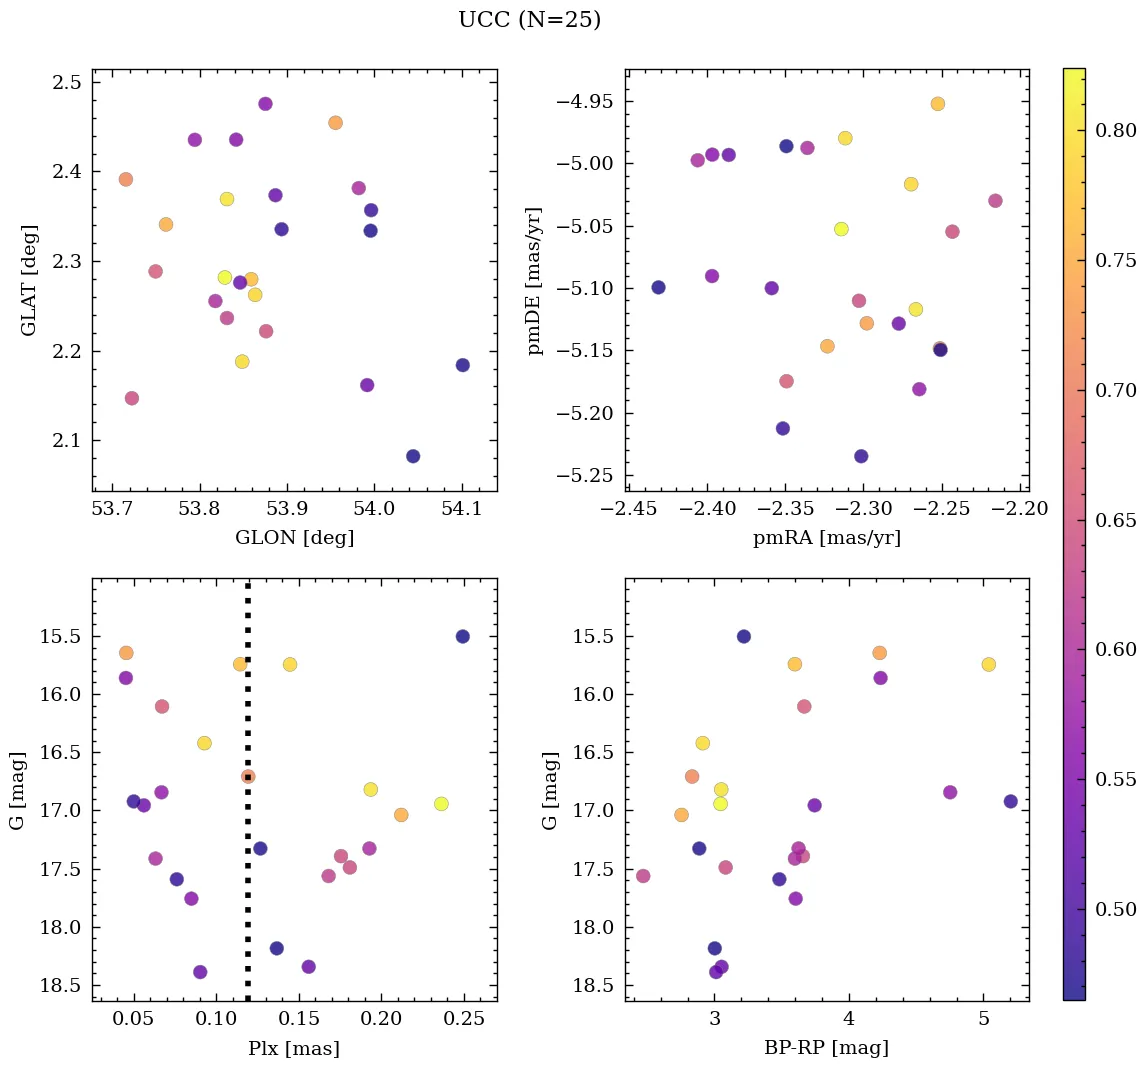 UCC (N=25)
2.5
2.4
2.3
2.2
2.1
GLAT [deg]
53.7 53.8 53.9 54.0 54.1
GLON [deg]
−4.95
−5.00
−5.05
−5.10
−5.15
−5.20
−5.25
pmDE [mas/yr]
−2.45 −2.40 −2.35 −2.30 −2.25 −2.20
pmRA [mas/yr]
0.80
0.75
0.70
0.65
0.60
0.55
0.50
15.5
16.0
16.5
17.0
17.5
18.0
18.5
G [mag]
0.05 0.10 0.15 0.20 0.25
Plx [mas]
15.5
16.0
16.5
17.0
17.5
18.0
18.5
G [mag]
3 4 5
BP-RP [mag]